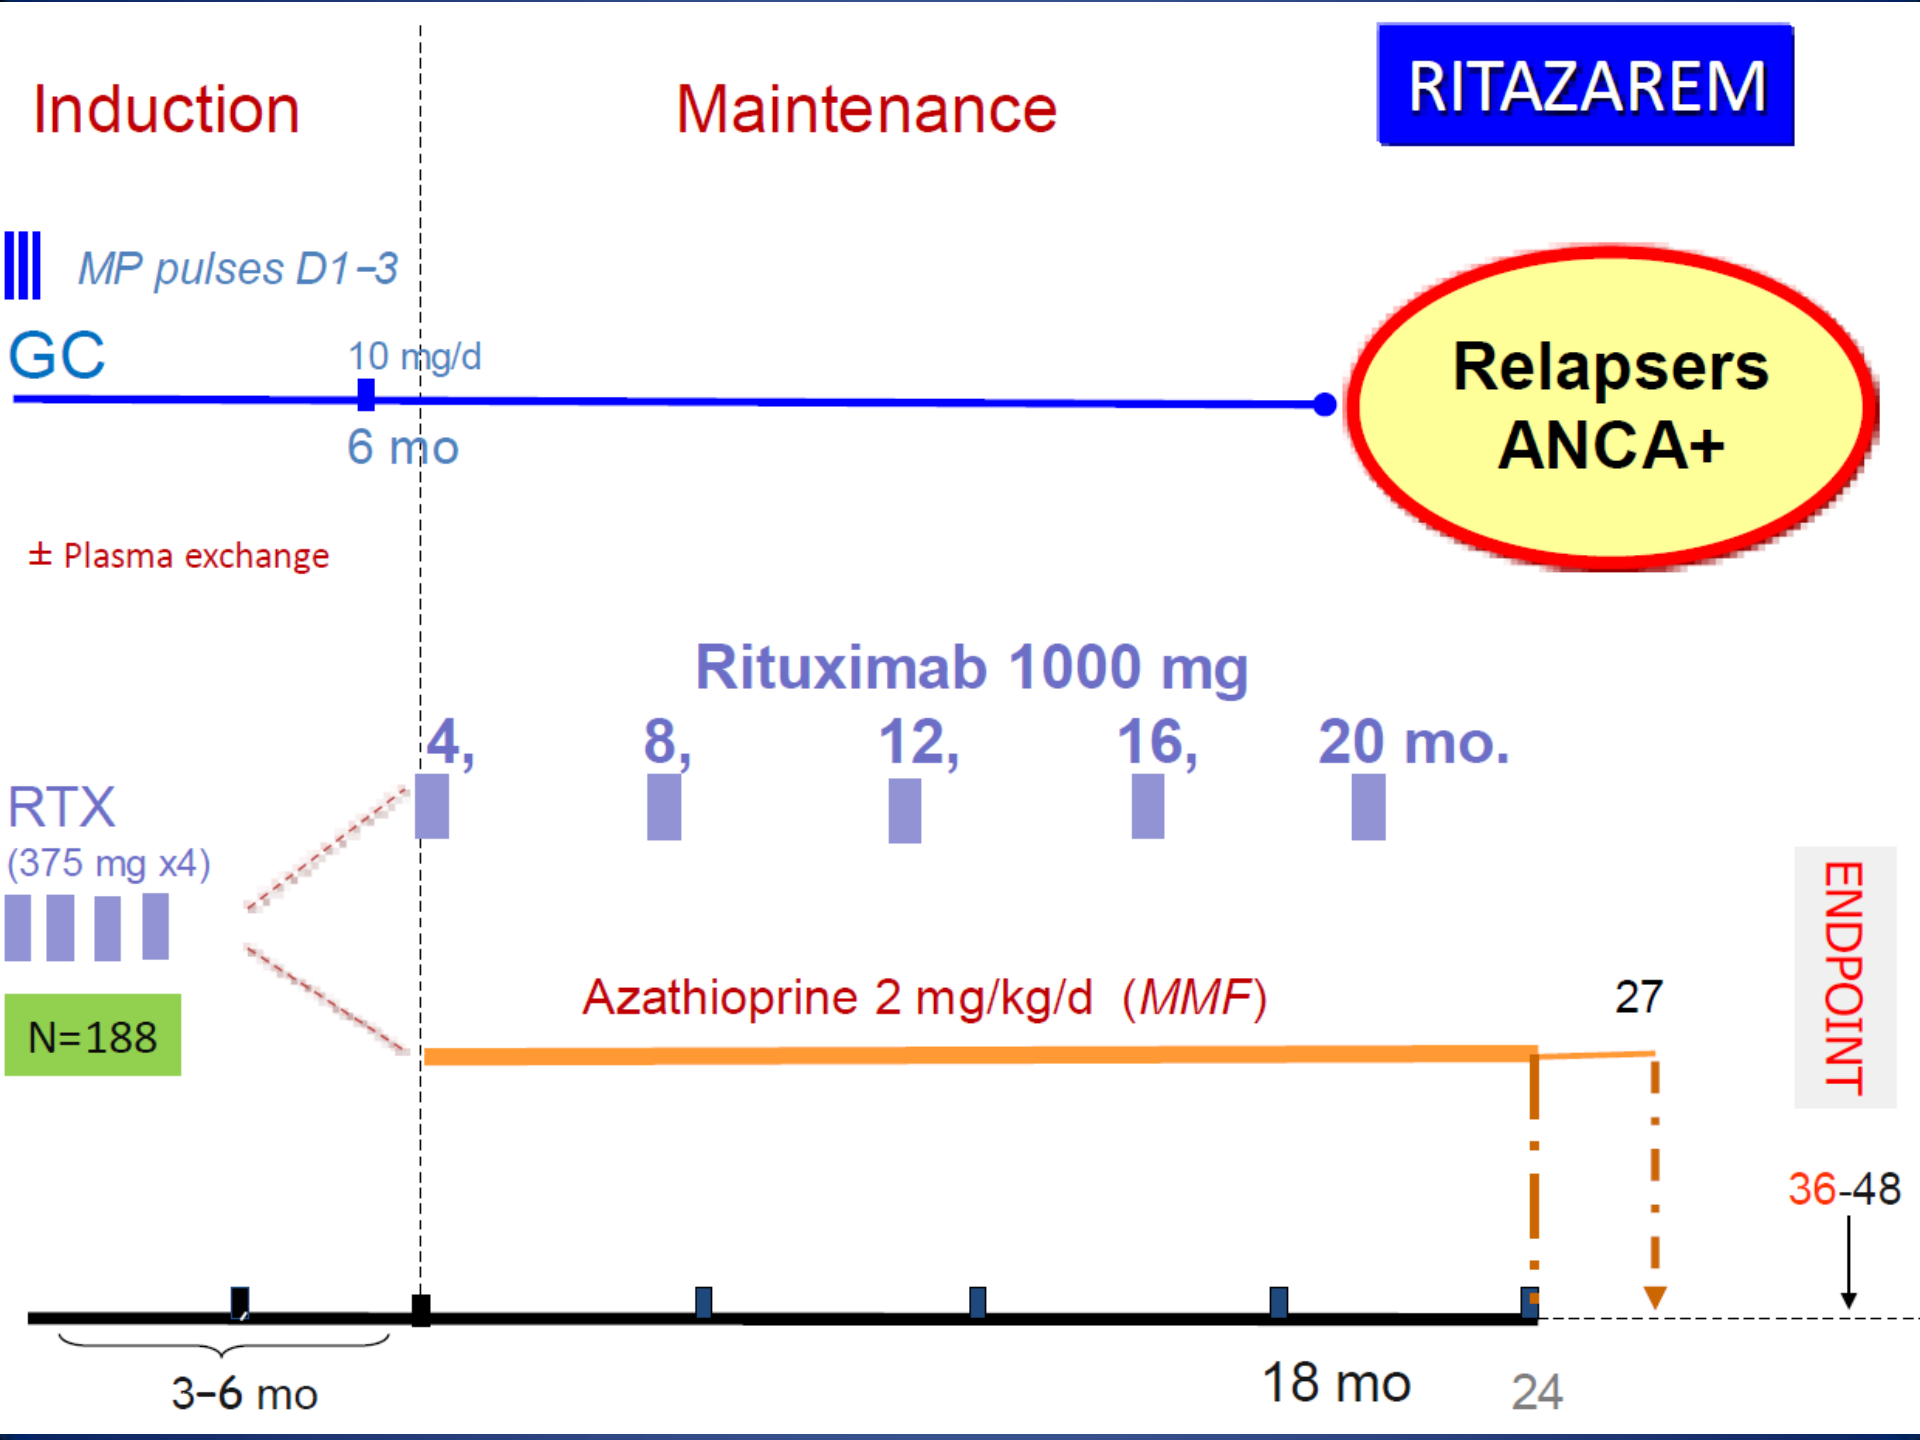 Induction
Maintenance
RITAZAREM
MP pulses D1–3
GC
10 mg/d
6 mo
Relapsers
ANCA+
± Plasma exchange
Rituximab 1000 mg
4, 8, 12, 16, 20 mo.
RTX
(375 mg x4)
N=188
Azathioprine 2 mg/kg/d (MMF)
27
ENDPOINT
36-48
3–6 mo
18 mo
24